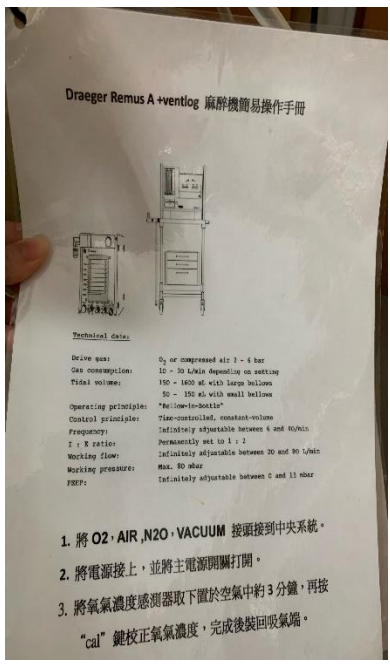 Draeger Remus A +ventlog 麻醉機簡易操作手冊
Technical data:
Drive gas: O2 or compressed air 2 - 6 bar
Gas consumption: 10 - 30 L/min depending on setting
Tidal volume: 150 - 1600 mL with large bellows
50 - 150 mL with small bellows
Operating principle: "Bellow-in-Bottle"
Control principle: Time-controlled, constant-volume
Frequency: Infinitely adjustable between 6 and 40/min
I : E ratio: Permanently set to 1 : 2
Working flow: Infinitely adjustable between 20 and 80 L/min
Working pressure: Max. 80 mbar
PEEP: Infinitely adjustable between 0 and 15 mbar
1. 將 O2，AIR ,N2O，VACUUM 接頭接到中央系統。
2. 將電源接上，並將主電源開關打開。
3. 將氧氣濃度感測器取下置於空氣中約 3 分鐘，再按
“cal” 鍵校正氧氣濃度，完成後裝回吸氣端。